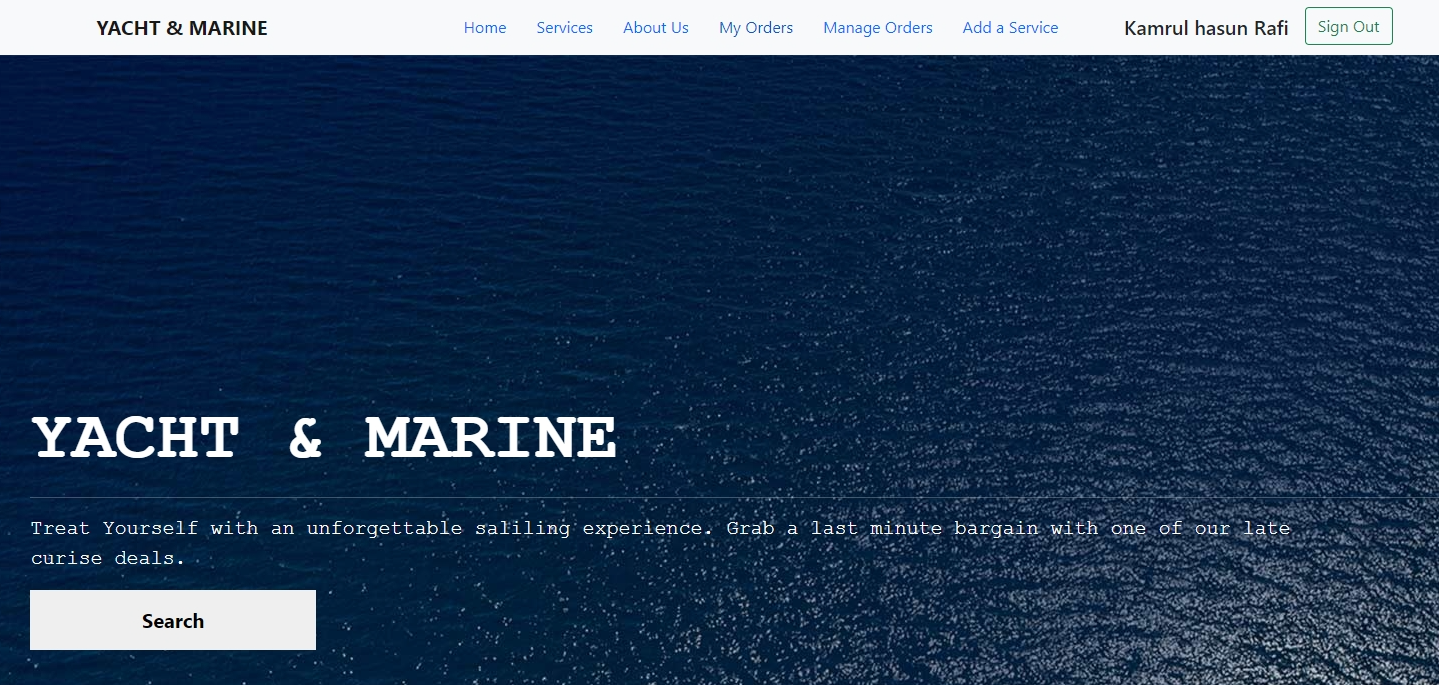 YACHT & MARINE
Home Services About Us My Orders Manage Orders Add a Service
Kamrul hasun Rafi Sign Out
YACHT & MARINE
Treat Yourself with an unforgettable saliling experience. Grab a last minute bargain with one of our late
curise deals.
Search